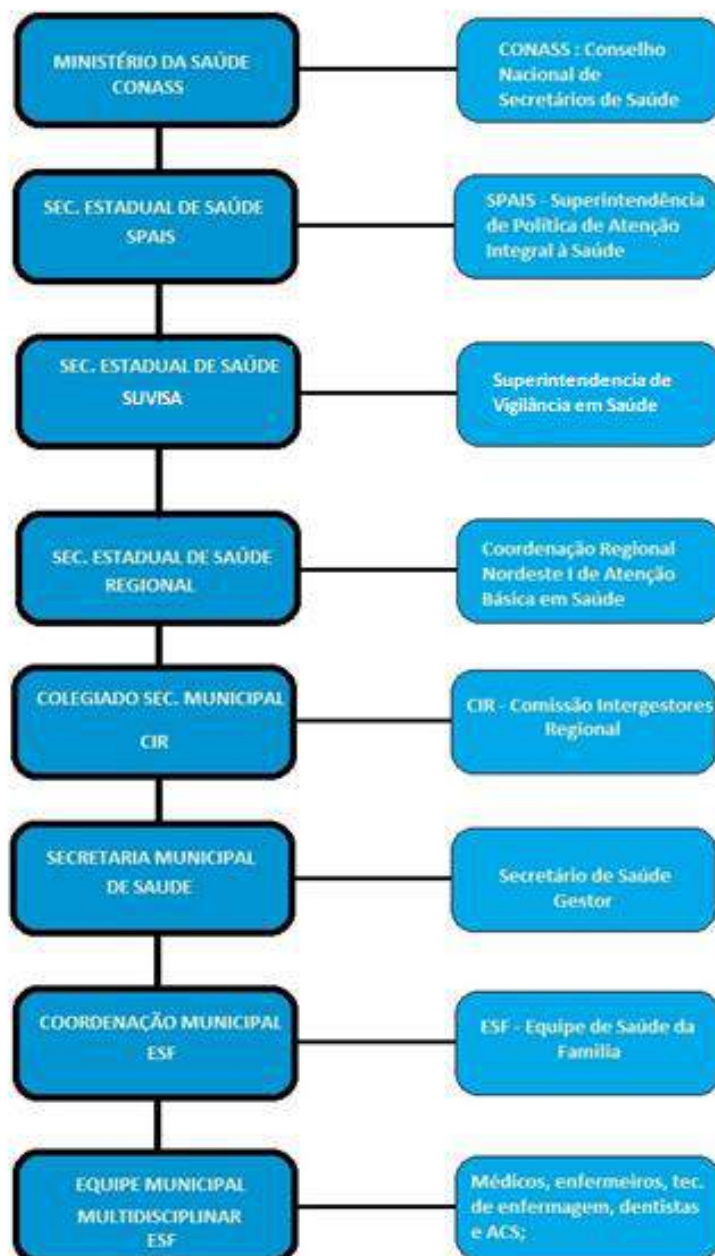 MINISTÉRIO DA SAÚDE
CONASS
CONASS : Conselho
Nacional de
Secretários de Saúde
SEC. ESTADUAL DE SAÚDE
SPAIS
SPAIS - Superintendência
de Política de Atenção
Integral à Saúde
SEC. ESTADUAL DE SAÚDE
SUVISA
Superintendencia de
Vigilância em Saúde
SEC. ESTADUAL DE SAÚDE
REGIONAL
Coordenação Regional
Nordeste I de Atenção
Básica em Saúde
COLEGIADO SEC. MUNICIPAL
CIR
CIR - Comissão Intergestores
Regional
SECRETARIA MUNICIPAL
DE SAUDE
Secretário de Saúde
Gestor
COORDENAÇÃO MUNICIPAL
ESF
ESF - Equipe de Saúde da
Familia
EQUIPE MUNICIPAL
MULTIDISCIPLINAR
ESF
Médicos, enfermeiros, tec.
de enfermagem, dentistas
e ACS;